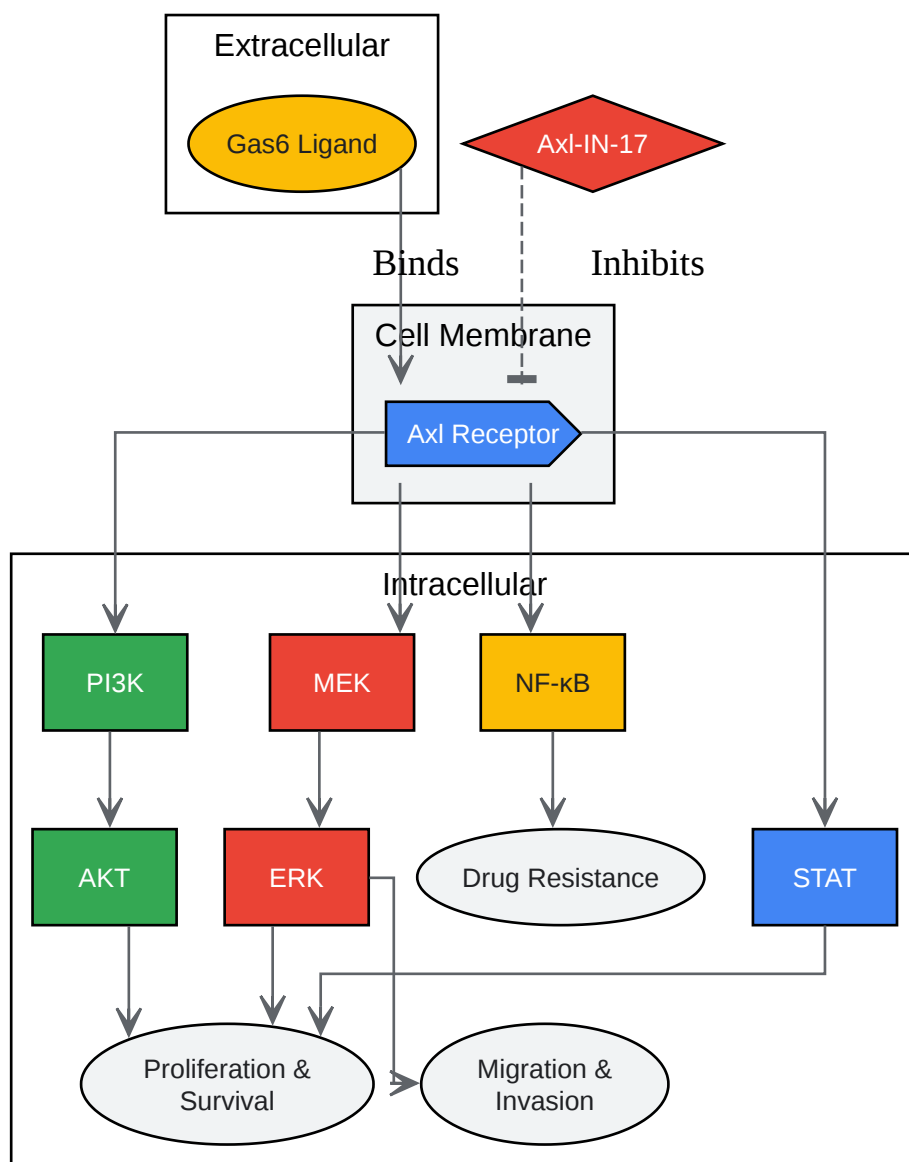 Extracellular
Gas6 Ligand
Axl-IN-17
Binds
Inhibits
Cell Membrane
Axl Receptor
Intracellular
PI3K
MEK
NF-κB
AKT
ERK
Drug Resistance
STAT
Proliferation &
Survival
Migration &
Invasion